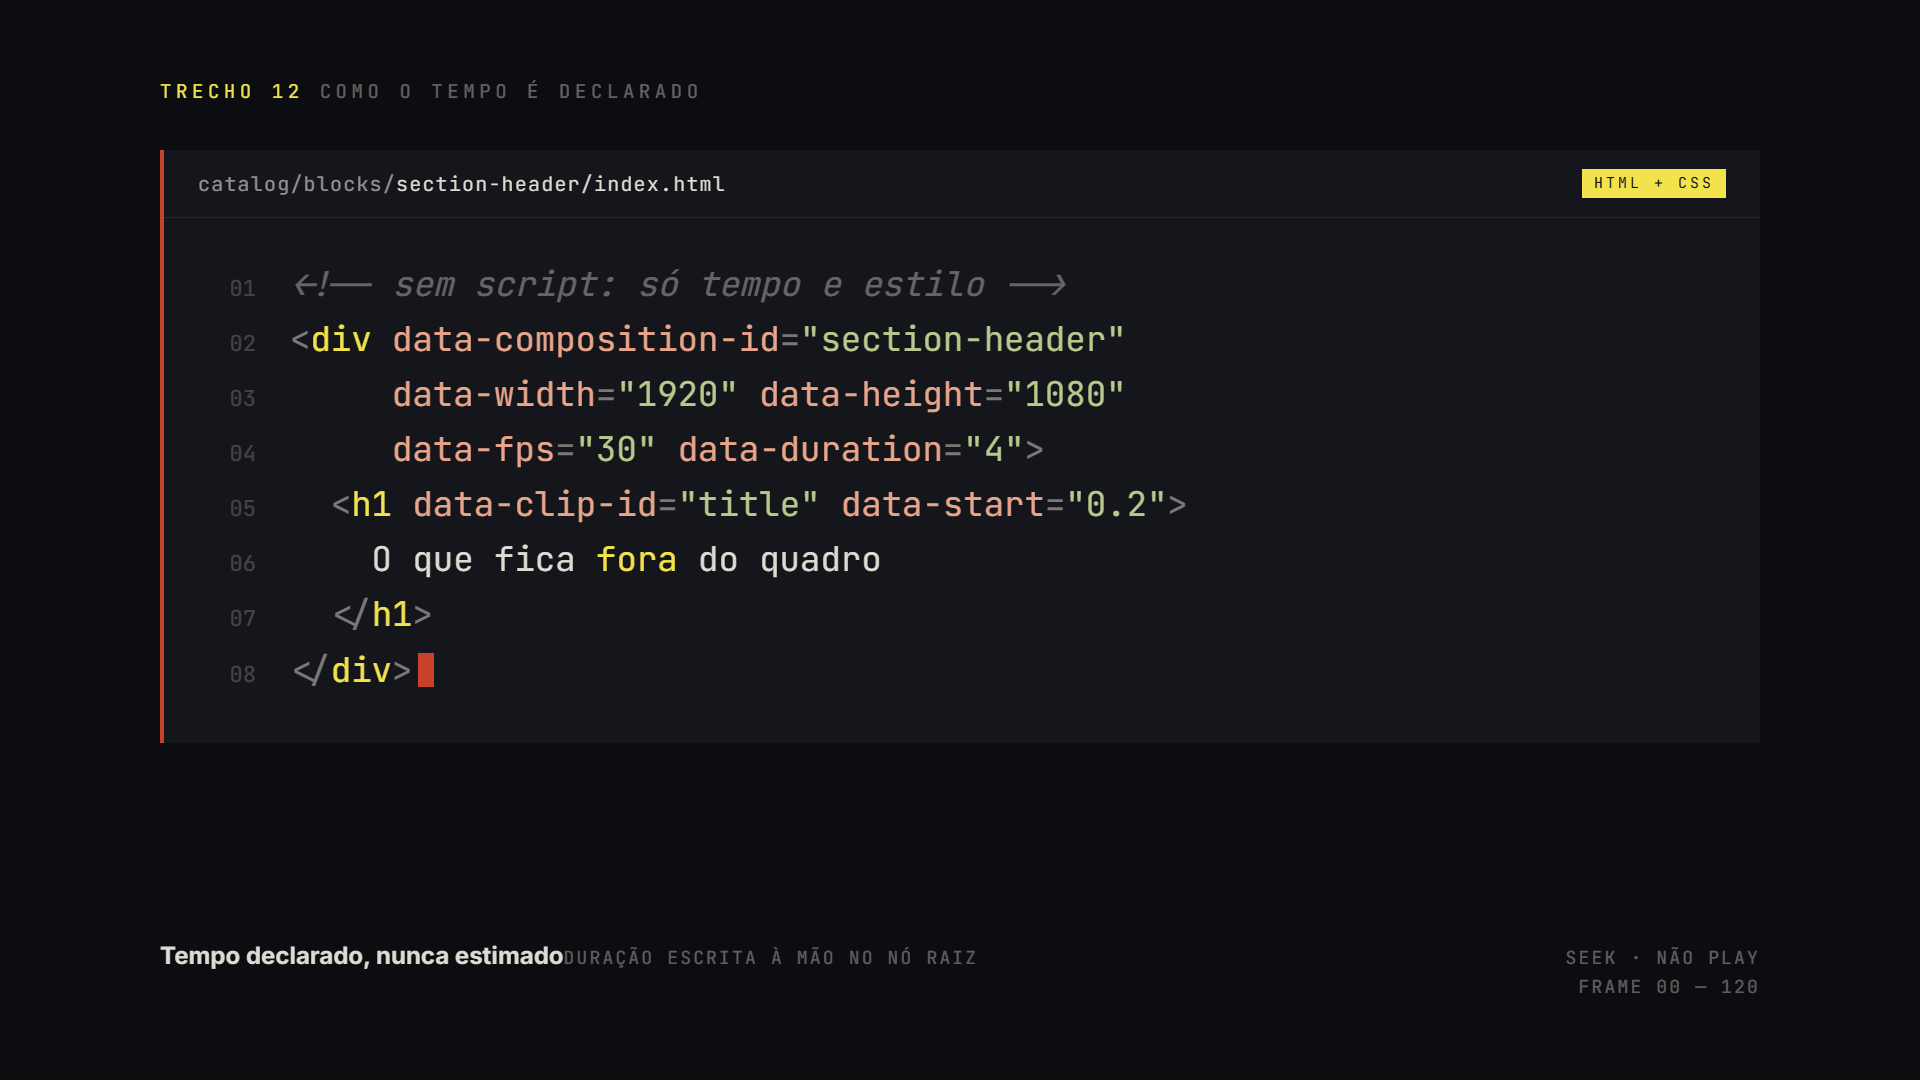 TRECHO 12 COMO O TEMPO É DECLARADO
catalog/blocks/section-header/index.html
HTML + CSS
01 <!-- sem script: só tempo e estilo -->
02 <div data-composition-id="section-header"
03 data-width="1920" data-height="1080"
04 data-fps="30" data-duration="4">
05 <h1 data-clip-id="title" data-start="0.2">
06 O que fica fora do quadro
07 </h1>
08 </div>
Tempo declarado, nunca estimado DURAÇÃO ESCRITA À MÃO NO NÓ RAIZ
SEEK · NÃO PLAY
FRAME 00 — 120